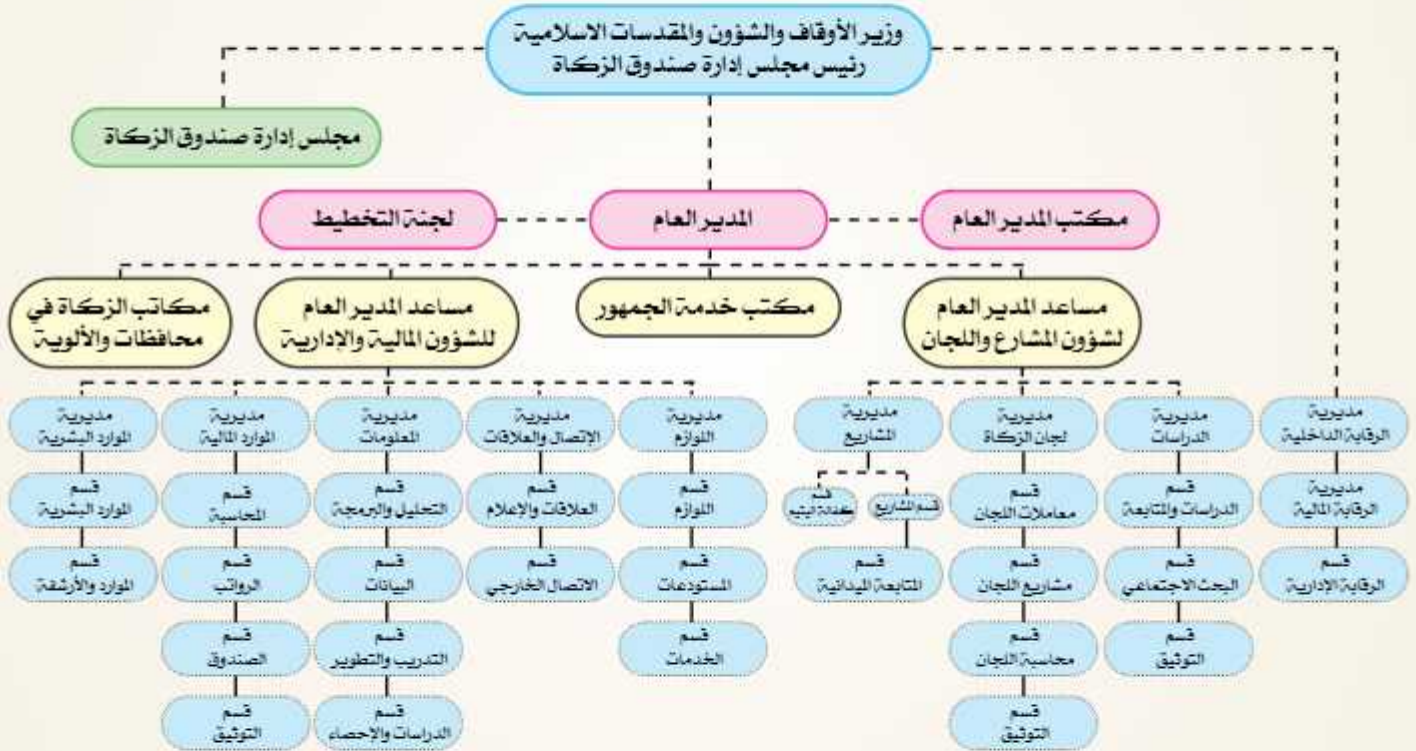 وزير الأوقاف والشؤون والمقدسات الاسلامية
رئيس مجلس إدارة صندوق الزكاة
مجلس إدارة صندوق الزكاة
مكتب المدير العام
المدير العام
لجنة التخطيط
مساعد المدير العام
لشؤون المشارع واللجان
مكتب خدمة الجمهور
مساعد المدير العام
للشؤون المالية والإدارية
مكاتب الزكاة في
محافظات والألوية
مديرية
الرقابة الداخلية
مديرية
الدراسات
مديرية
لجان الزكاة
مديرية
المشاريع
مديرية
اللوازم
مديرية
الإتصال والعلاقات
مديرية
المعلومات
مديرية
الموارد المالية
مديرية
الموارد البشرية
مديرية
الرقابة المالية
قسم
الدراسات والمتابعة
قسم
معاملات اللجان
قسم المشاريع
قسم
قسم
اللوازم
قسم
العلاقات والإعلام
قسم
التحليل والبرمجة
قسم
المحاسبة
قسم
الموارد البشرية
قسم
الرقابة الإدارية
قسم
البحث الاجتماعي
قسم
مشاريع اللجان
قسم
المتابعة الميدانية
قسم
المستودعات
قسم
الاتصال الخارجي
قسم
البيانات
قسم
الرواتب
قسم
الموارد والأرشفة
قسم
التوثيق
قسم
محاسبة اللجان
قسم
الخدمات
قسم
التدريب والتطوير
قسم
الصندوق
قسم
التوثيق
قسم
الدراسات والإحصاء
قسم
التوثيق